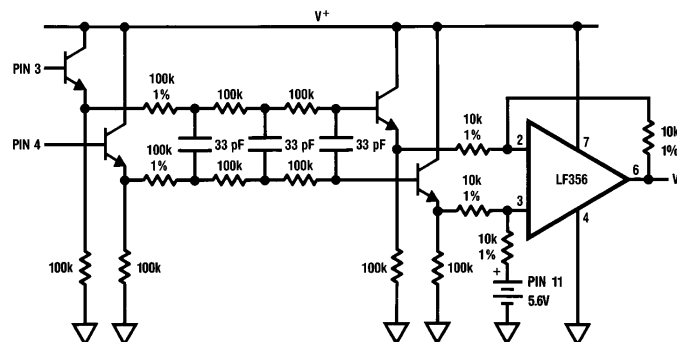 V+
PIN 3
100k
1%
100k
100k
10k
1%
10k
1%
PIN 4
33 pF
33 pF
33 pF
2
7
100k
1%
100k
100k
LF356
6
V
10k
1%
3
4
10k
1%
100k
100k
100k
100k
+
PIN 11
5.6V